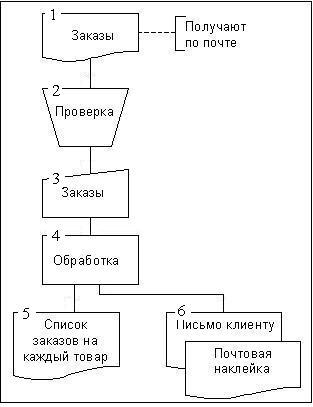 1
Заказы
Получают
по почте
2
Проверка
3
Заказы
4
Обработка
5
Список
заказов на
каждый товар
6
Письмо клиенту
Почтовая
наклейка